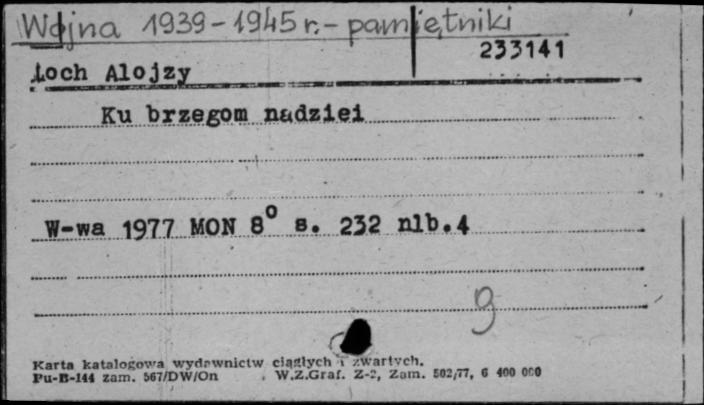 Wojna 1939-1945 r. - pamiętniki
233141
Łoch Alojzy
Ku brzegom nadziei
W-wa 1977 MON 8° s. 232 nlb.4
9
Karta katalogowa wydawnictw ciągłych i zwartych.
Pu-B-144 zam. 567/DW/On W.Z.Graf. Z-2, Zam. 502/77, 6 400 000